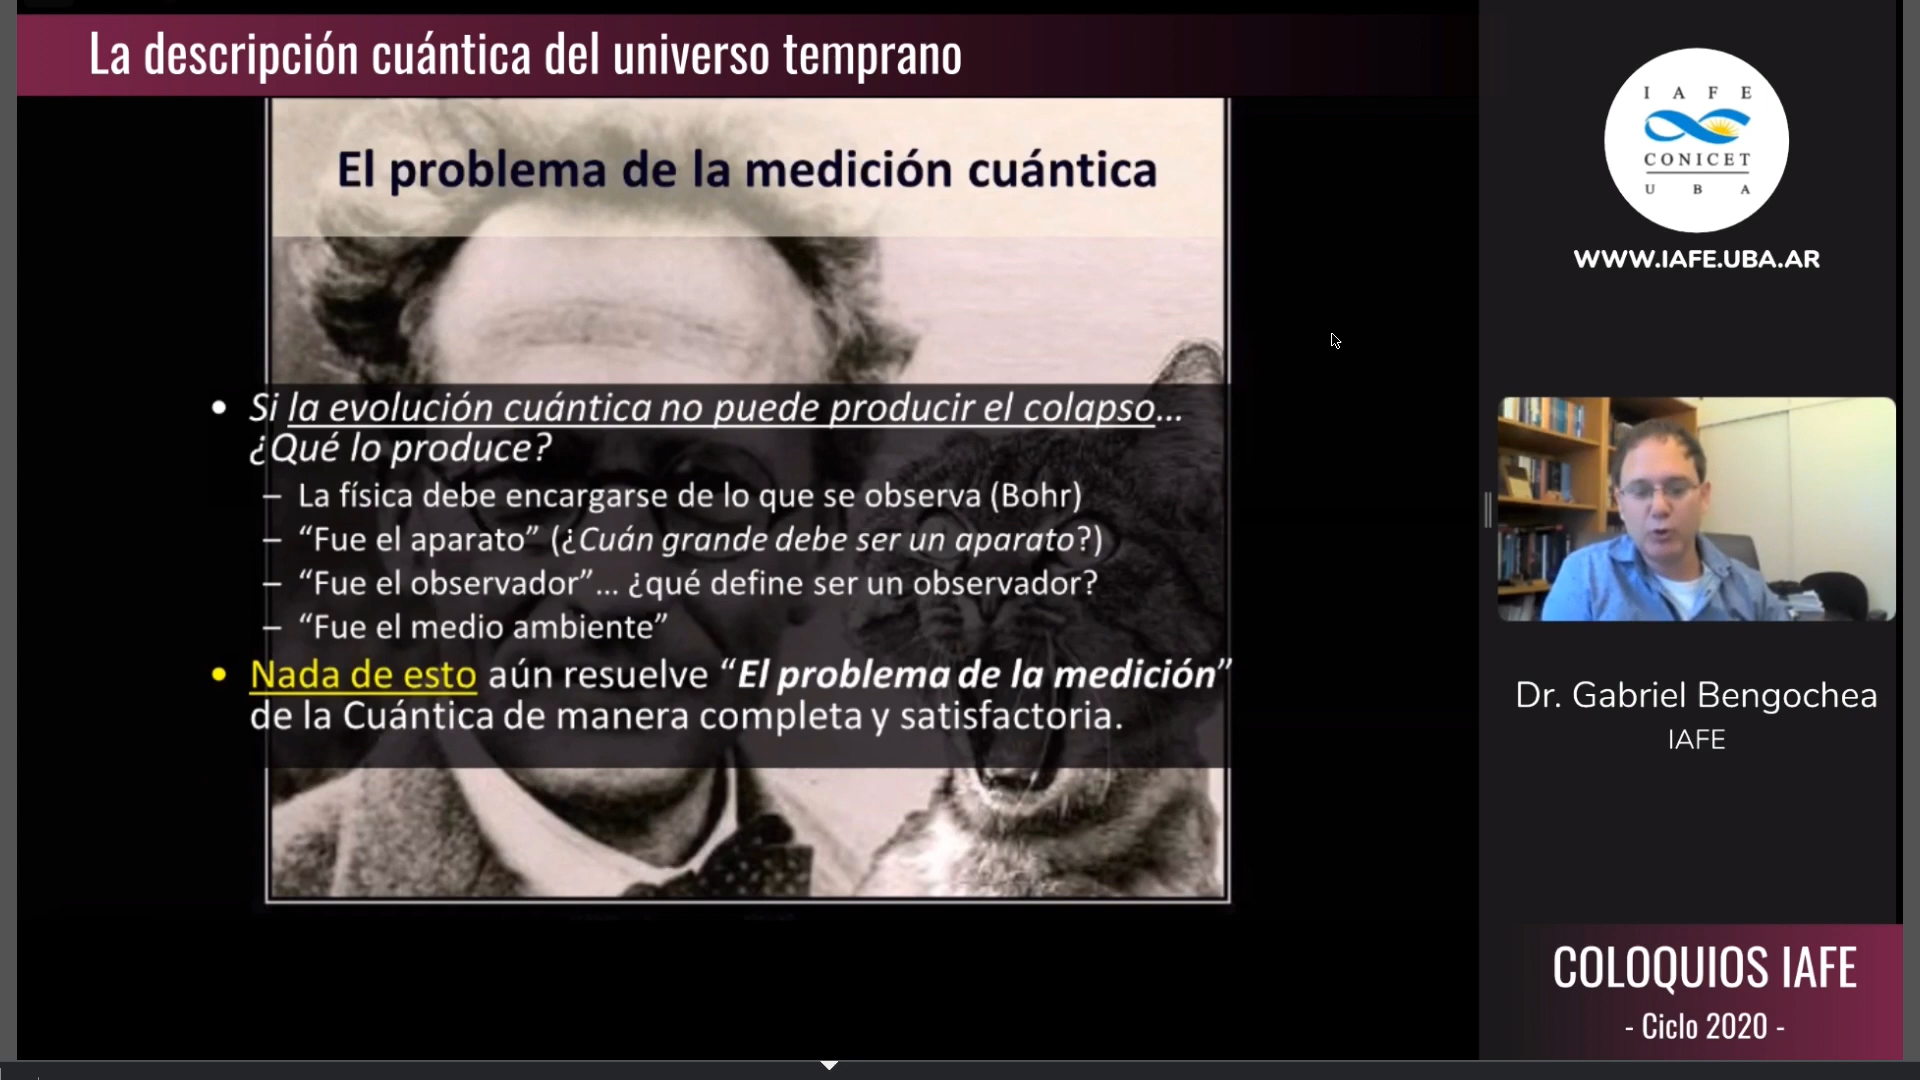 La descripción cuántica del universo temprano
El problema de la medición cuántica
• Si la evolución cuántica no puede producir el colapso...
¿Qué lo produce?
– La física debe encargarse de lo que se observa (Bohr)
– “Fue el aparato” (¿Cuán grande debe ser un aparato?)
– “Fue el observador”... ¿qué define ser un observador?
– “Fue el medio ambiente”
• Nada de esto aún resuelve “El problema de la medición”
de la Cuántica de manera completa y satisfactoria.
I A F E
CONICET
U B A
WWW.IAFE.UBA.AR
Dr. Gabriel Bengochea
IAFE
COLOQUIOS IAFE
- Ciclo 2020 -